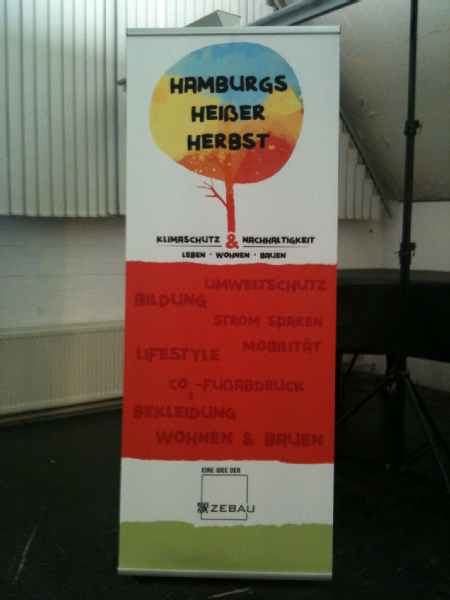 HAMBURGS
HEIßER
HERBST
KLIMASCHUTZ & NACHHALTIGKEIT
LEBEN · WOHNEN · BAUEN
UMWELTSCHUTZ
BILDUNG
STROM SPAREN
MOBILITÄT
LIFESTYLE
CO2-FUßABDRUCK
BEKLEIDUNG
WOHNEN & BAUEN
EINE IDEE DER
ZEBAU